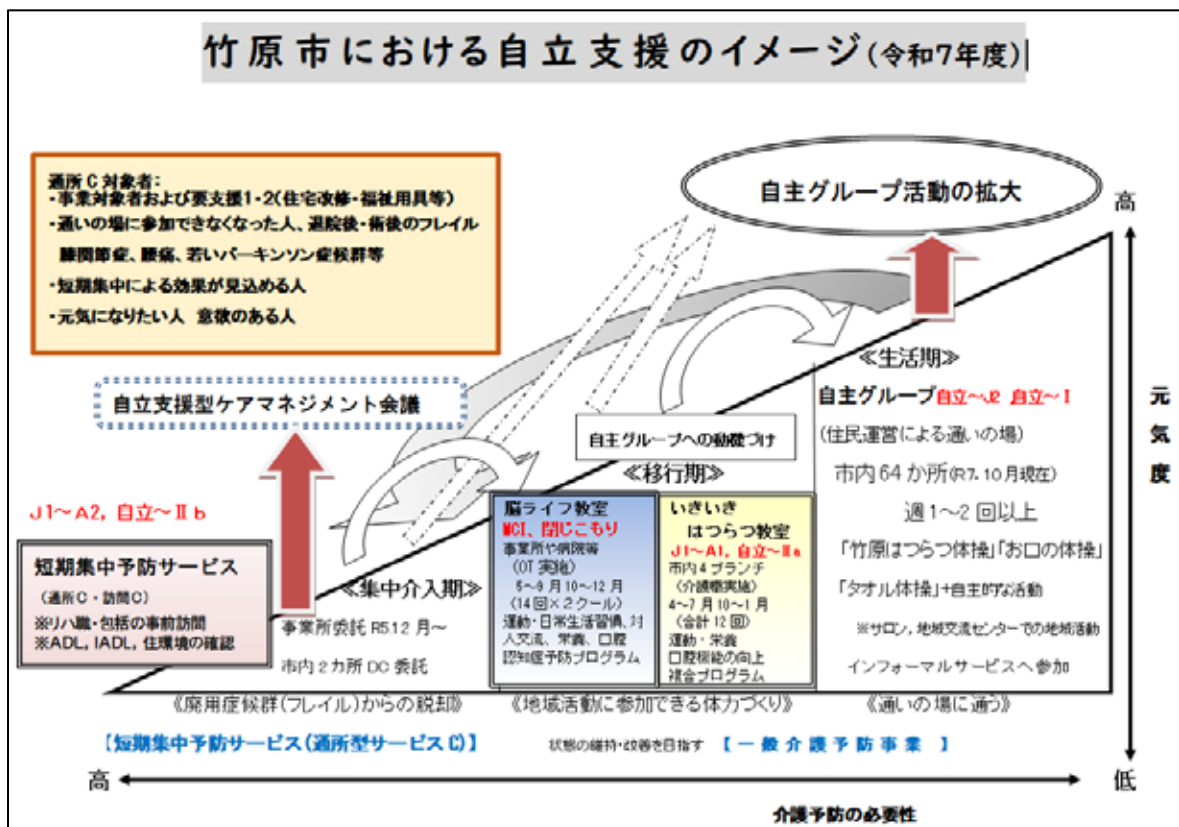 竹原市における自立支援のイメージ(令和7年度)
通所C対象者:
・事業対象者および要支援1・2(住宅改修・福祉用具等)
・通いの場に参加できなくなった人、退院後・術後のフレイル
膝関節症、腰痛、若いパーキンソン症候群等
・短期集中による効果が見込める人
・元気になりたい人 意欲のある人
自主グループ活動の拡大
高
自立支援型ケアマネジメント会議
自主グループへの動機づけ
≪生活期≫
自主グループ自立~J2 自立~Ⅰ
(住民運営による通いの場)
市内64か所(R7.10月現在)
週1~2回以上
「竹原はつらつ体操」「お口の体操」
「タオル体操」+自主的な活動
※サロン,地域交流センターでの地域活動
インフォーマルサービスへ参加
元気度
≪移行期≫
脳ライフ教室
MCI、閉じこもり
事業所や病院等
(OT実施)
5~9月10~12月
(14回×2クール)
運動・日常生活習慣、対
人交流、栄養、口腔
認知症予防プログラム
いきいき
はつらつ教室
J1~A1,自立~Ⅱa
市内4ブランチ
(介護職実施)
4~7月10~1月
(合計12回)
運動・栄養
口腔機能の向上
複合プログラム
J1~A2,自立~Ⅱb
短期集中予防サービス
(通所C・訪問C)
※リハ職・包括の事前訪問
※ADL,IADL,住環境の確認
≪集中介入期≫
事業所委託R5.12月~
市内2カ所DC委託
《廃用症候群(フレイル)からの脱却》
《地域活動に参加できる体力づくり》
《通いの場に通う》
【短期集中予防サービス(通所型サービスC)】
状態の維持・改善を目指す
【一般介護予防事業 】
高
低
介護予防の必要性